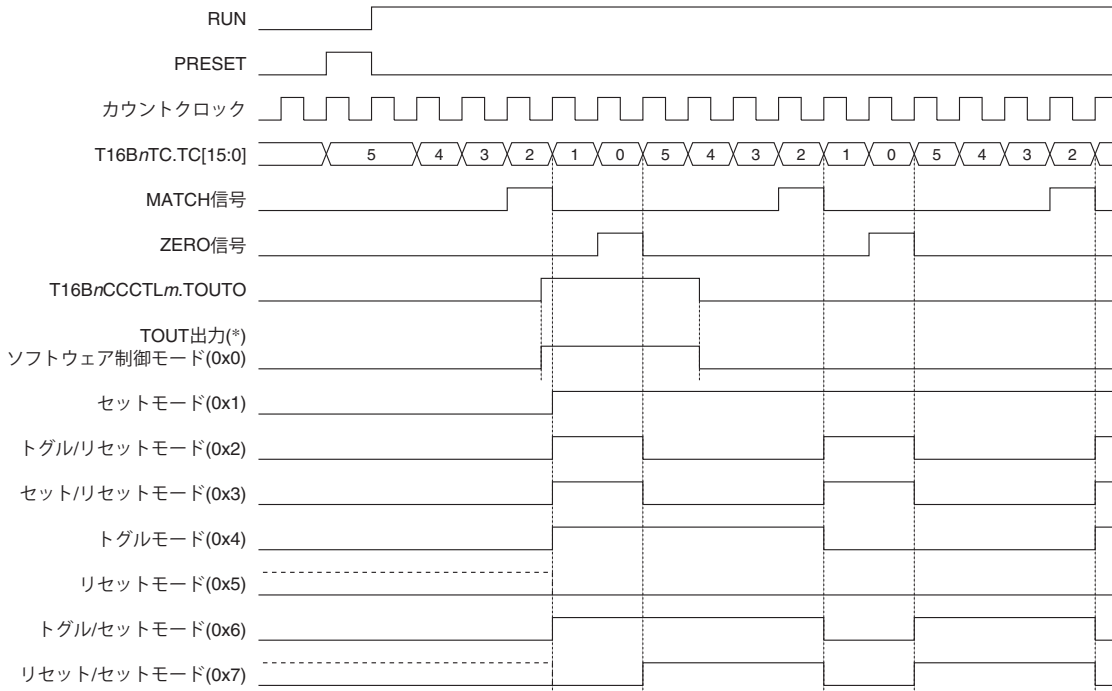 RUN
PRESET
カウントクロック
T16BnTC.TC[15:0] 5 4 3 2 1 0 5 4 3 2 1 0 5 4 3 2
MATCH信号
ZERO信号
T16BnCCCTLm.TOUTO
TOUT出力(*)
ソフトウェア制御モード(0x0)
セットモード(0x1)
トグル/リセットモード(0x2)
セット/リセットモード(0x3)
トグルモード(0x4)
リセットモード(0x5)
トグル/セットモード(0x6)
リセット/セットモード(0x7)